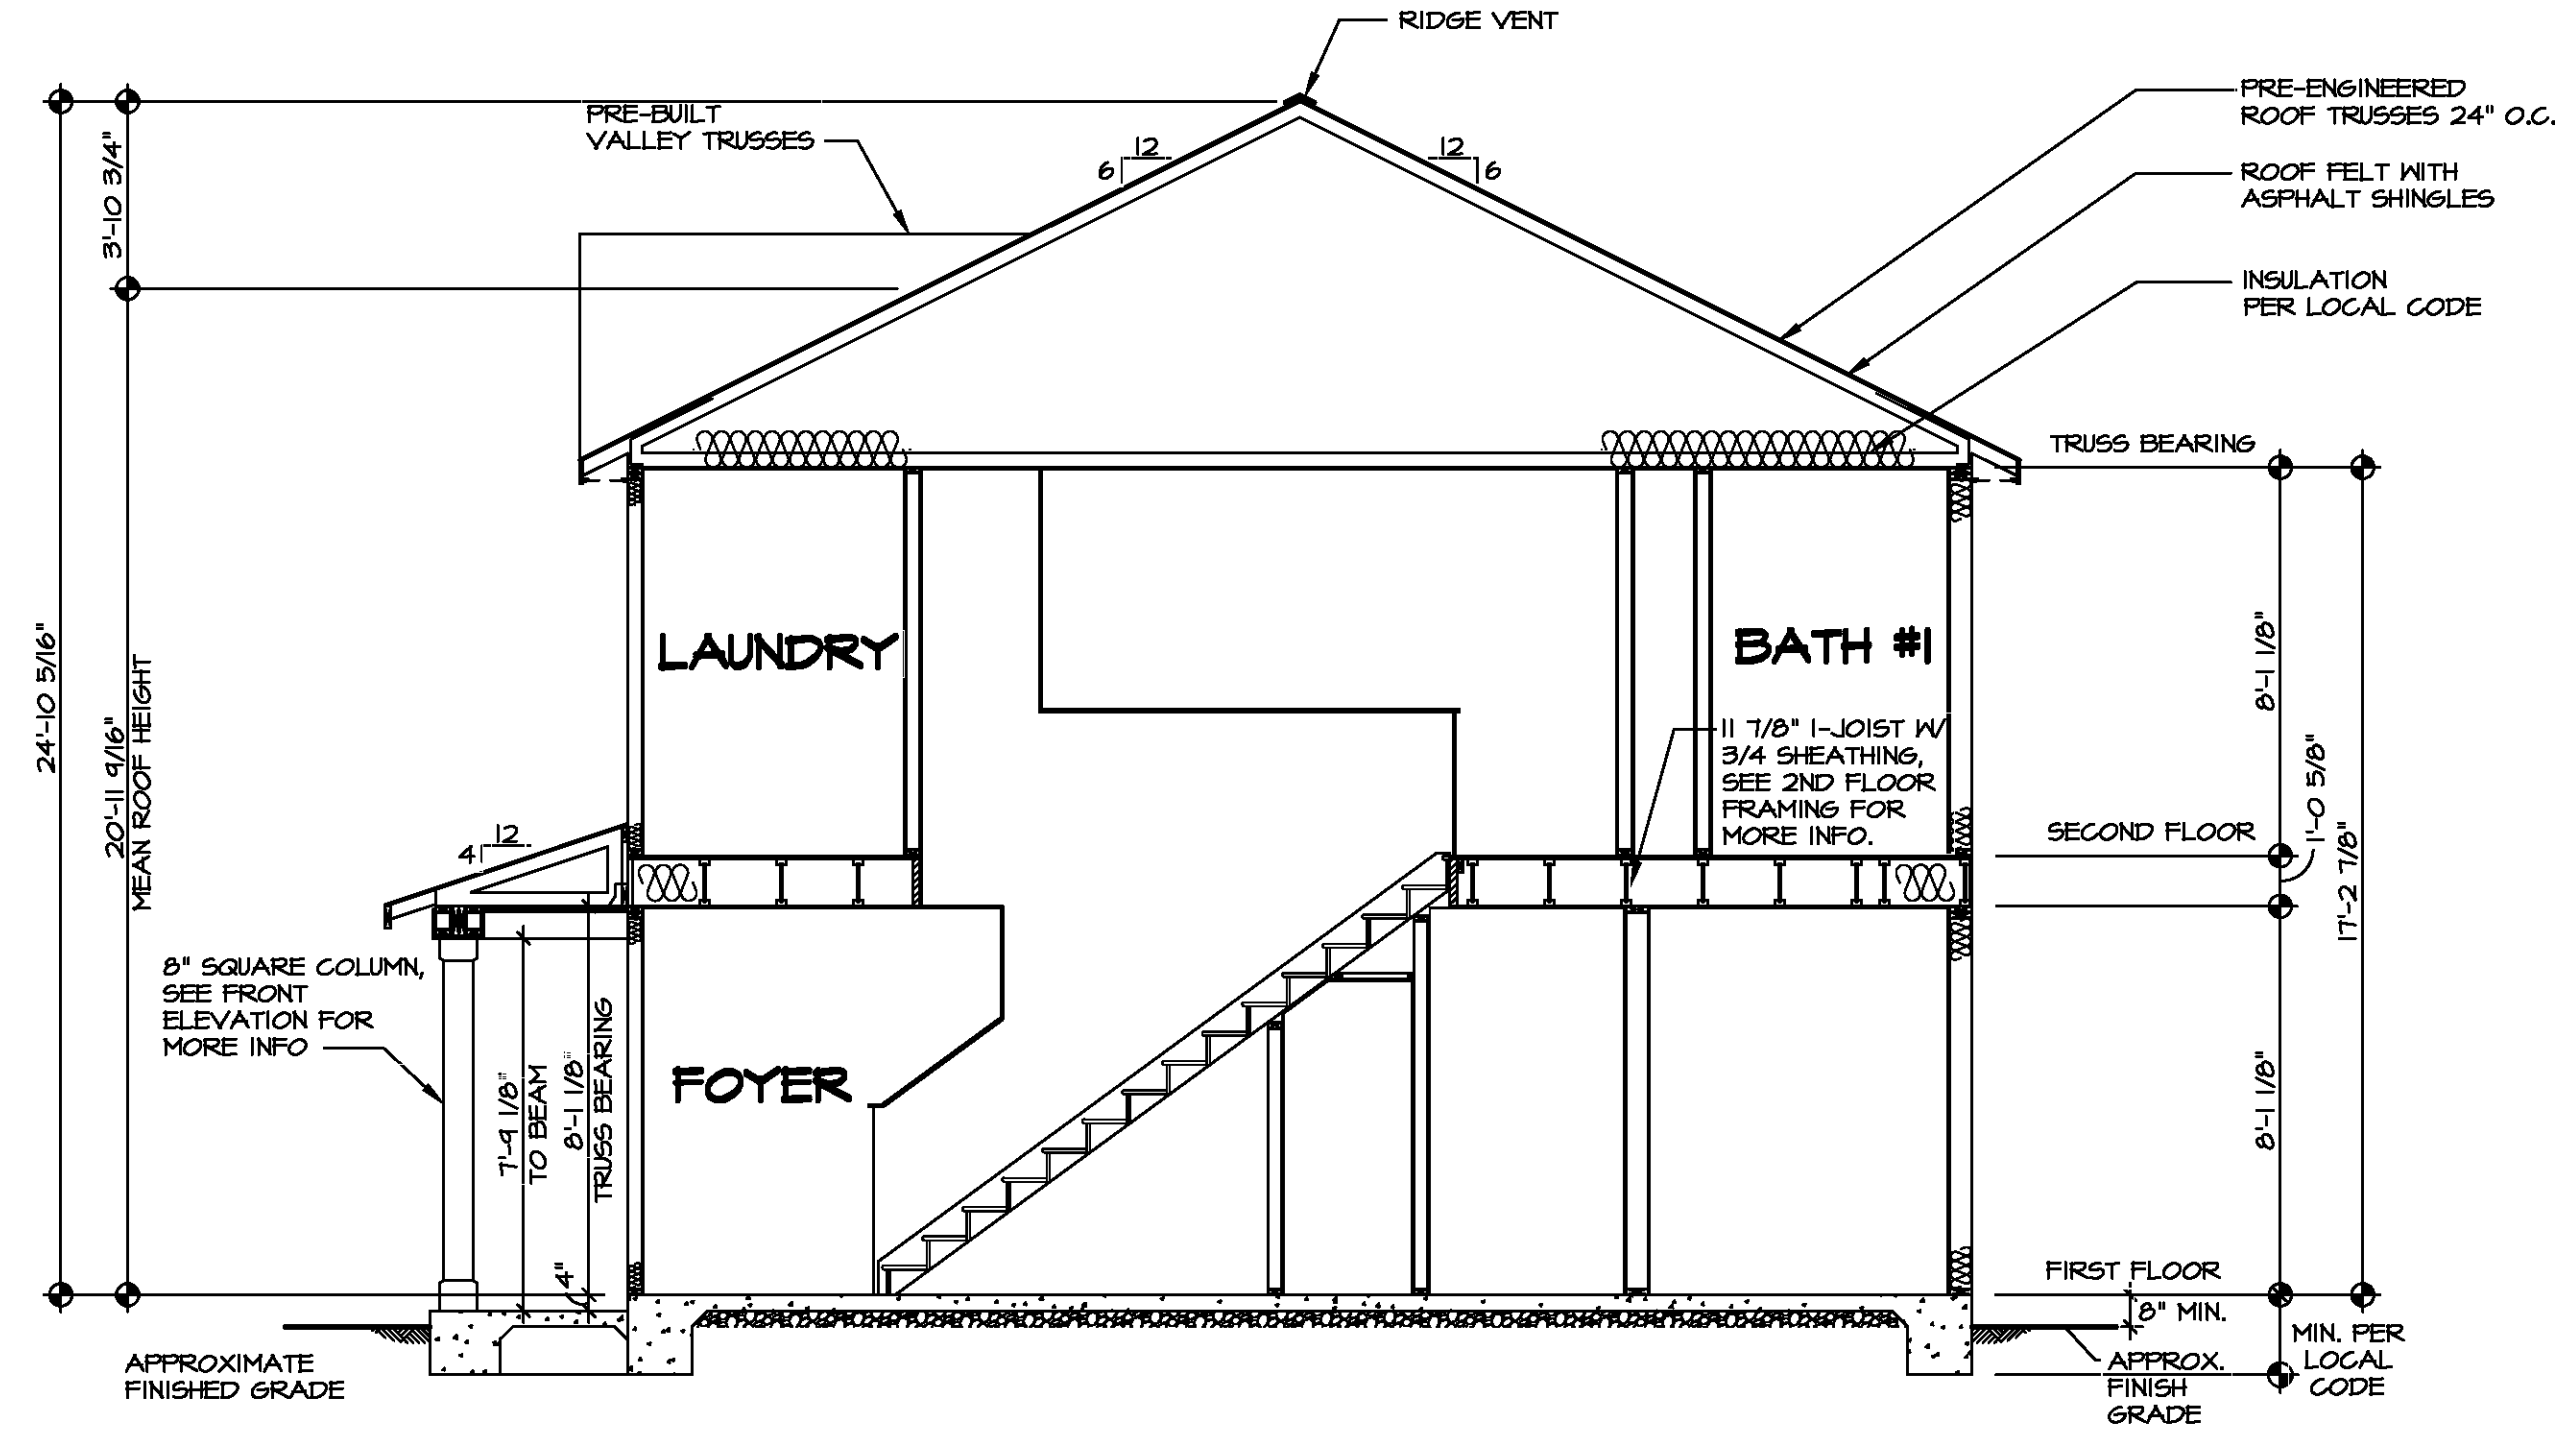 RIDGE VENT
PRE-ENGINEERED
ROOF TRUSSES 24" O.C.
PRE-BUILT
VALLEY TRUSSES
12
6
12
6
ROOF FELT WITH
ASPHALT SHINGLES
3'-10 3/4"
INSULATION
PER LOCAL CODE
TRUSS BEARING
24'-10 5/16"
20'-11 9/16"
MEAN ROOF HEIGHT
LAUNDRY
BATH #1
8'-1 1/8"
11 7/8" I-JOIST W/
3/4 SHEATHING,
SEE 2ND FLOOR
FRAMING FOR
MORE INFO.
1'-0 5/8"
17'-2 7/8"
SECOND FLOOR
12
4
8" SQUARE COLUMN,
SEE FRONT
ELEVATION FOR
MORE INFO
7'-9 1/8"
TO BEAM
8'-1 1/8"
TRUSS BEARING
FOYER
8'-1 1/8"
4"
FIRST FLOOR
8" MIN.
MIN. PER
LOCAL
CODE
APPROXIMATE
FINISHED GRADE
APPROX.
FINISH
GRADE